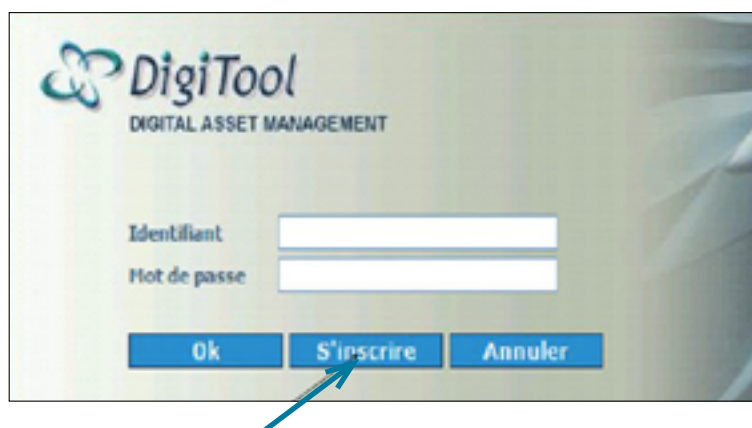 DigiTool
DIGITAL ASSET MANAGEMENT
Identifiant
Mot de passe
Ok S'inscrire Annuler